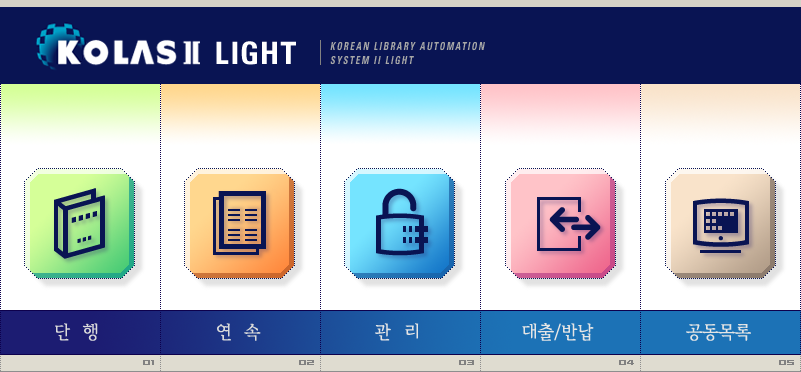 KOLAS II LIGHT
KOREAN LIBRARY AUTOMATION
SYSTEM II LIGHT
단 행
연 속
관 리
대출/반납
공동목록
01
02
03
04
05